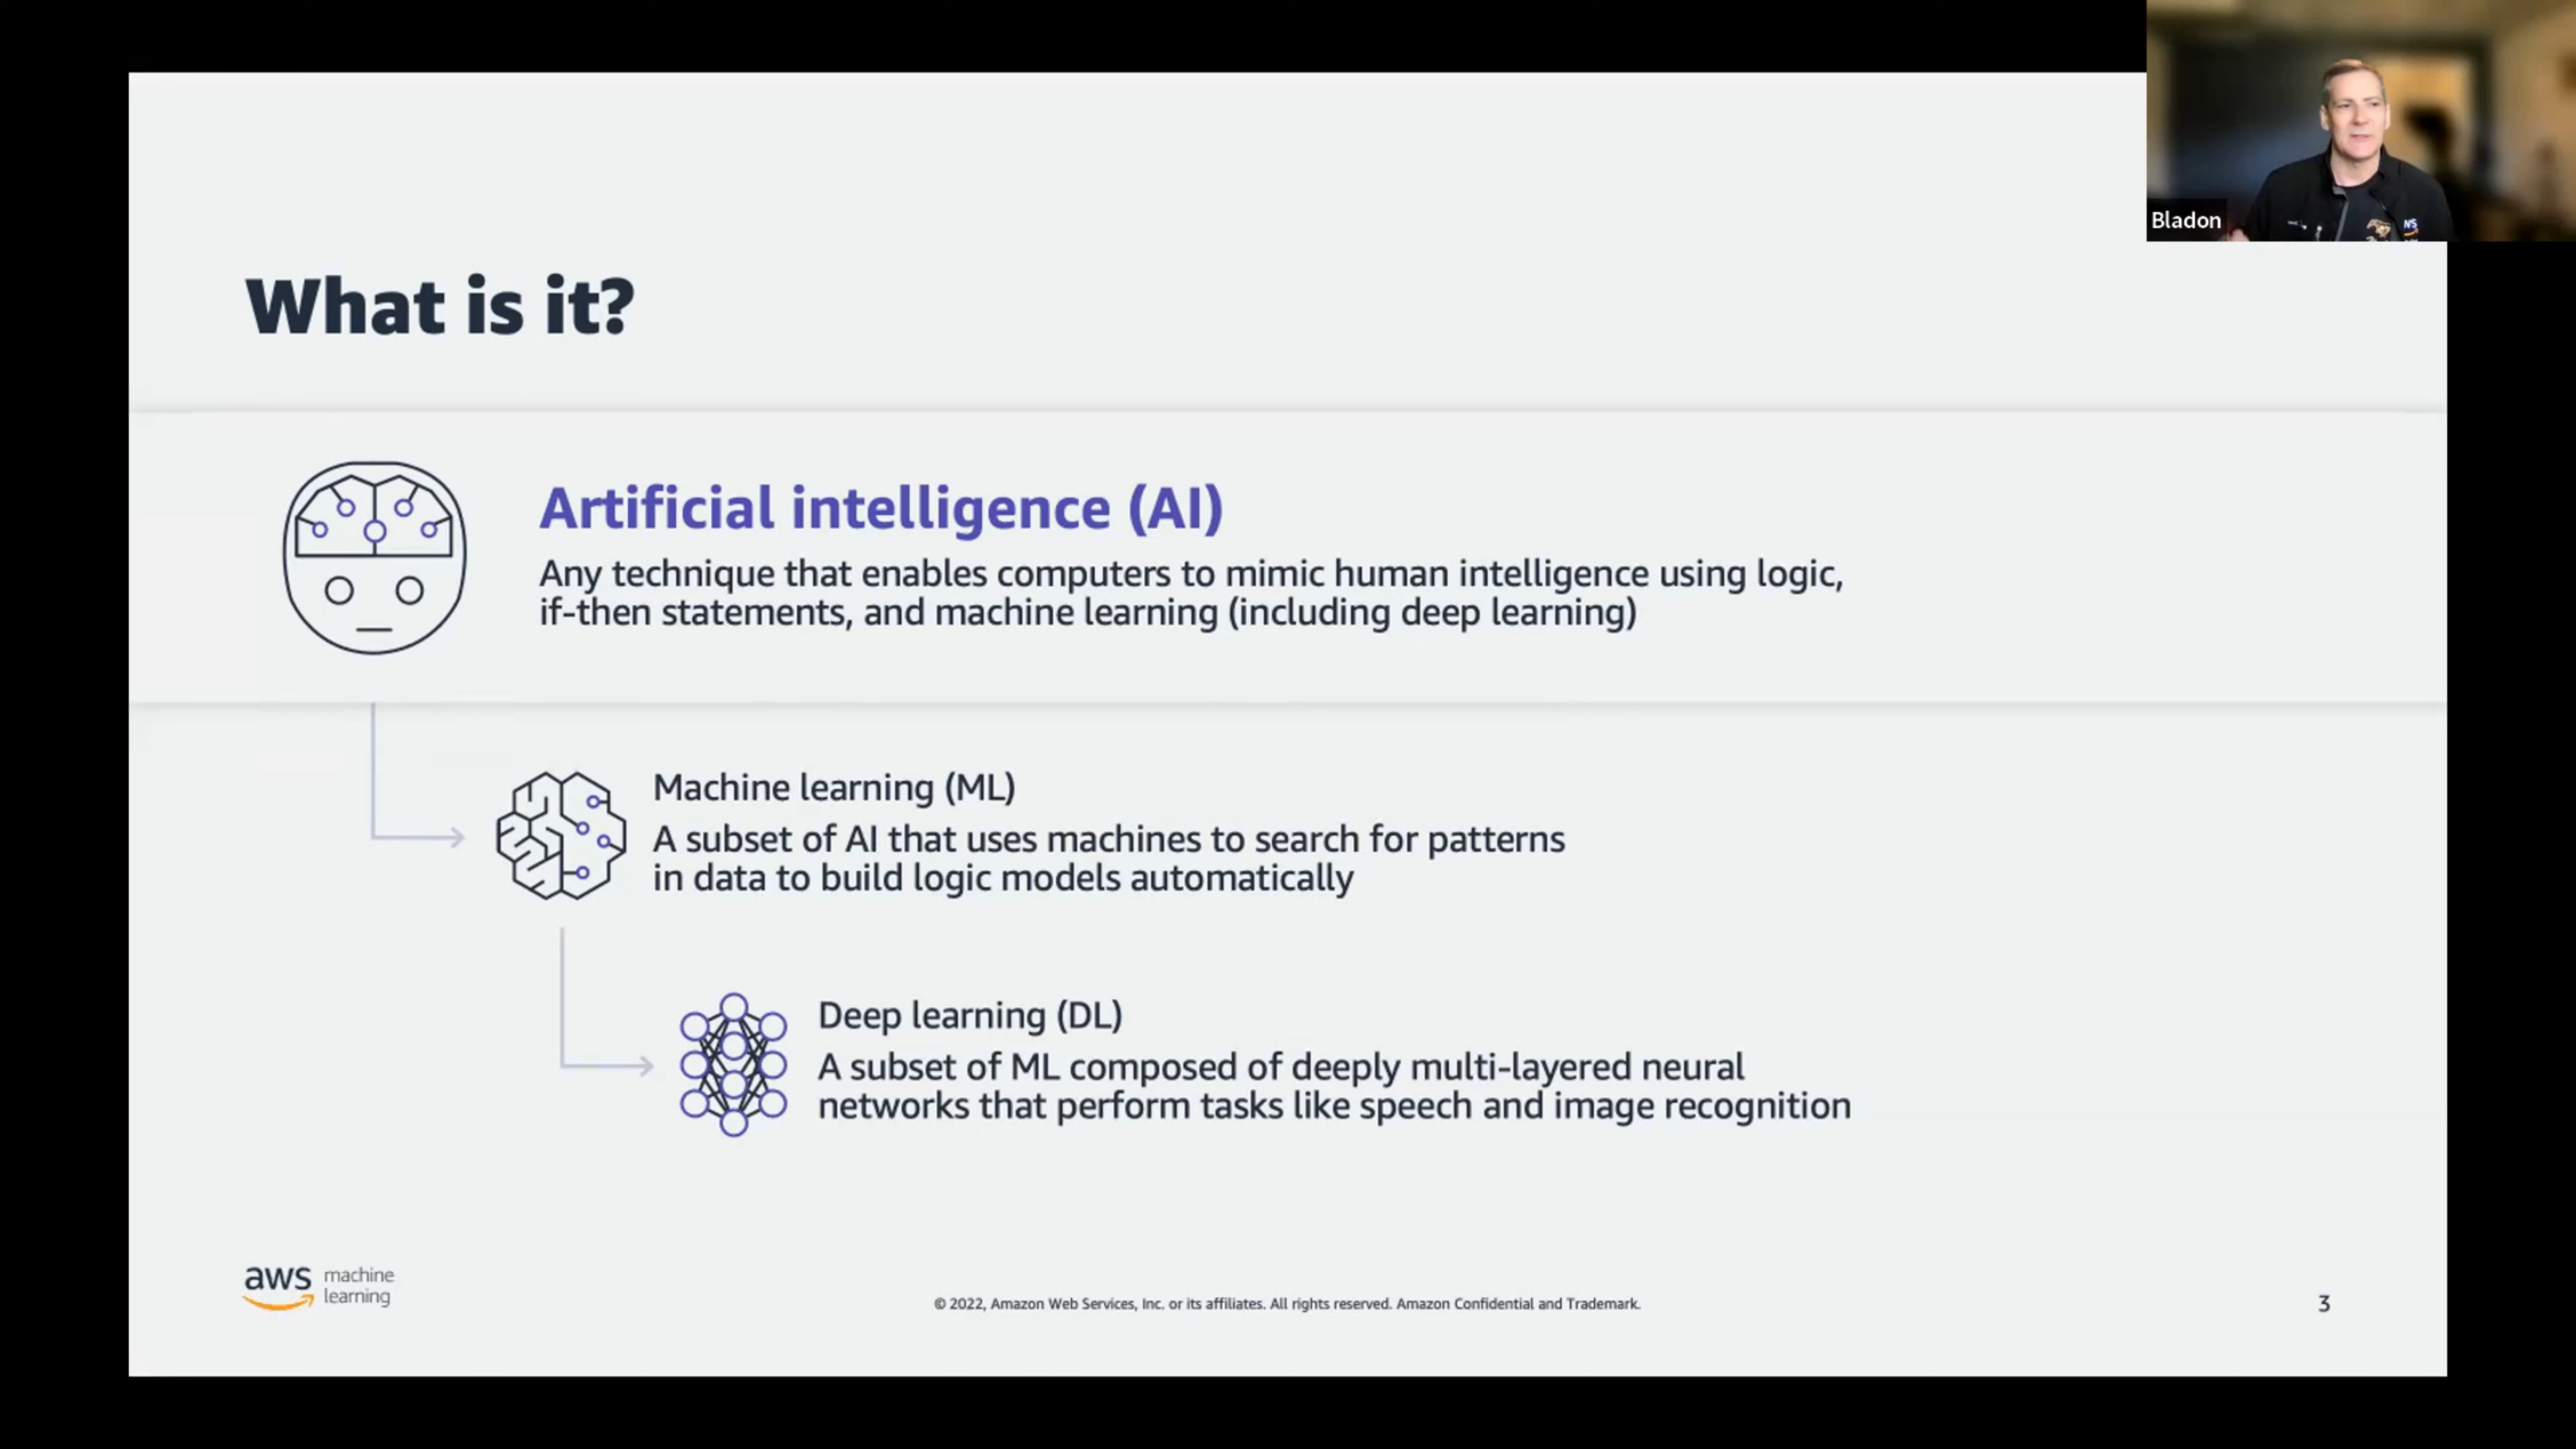 Bladon
What is it?
Artificial intelligence (AI)
Any technique that enables computers to mimic human intelligence using logic,
if-then statements, and machine learning (including deep learning)
Machine learning (ML)
A subset of AI that uses machines to search for patterns
in data to build logic models automatically
Deep learning (DL)
A subset of ML composed of deeply multi-layered neural
networks that perform tasks like speech and image recognition
aws machine
learning
© 2022, Amazon Web Services, Inc. or its affiliates. All rights reserved. Amazon Confidential and Trademark.
3